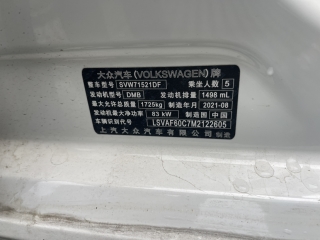 大众汽车(VOLKSWAGEN)牌
整车型号 SVW71521DF 乘坐人数 5
发动机型号 DMB 发动机排量 1498 mL
最大允许总质量 1725kg 制造年月 2021-08
发动机最大净功率 83 kW 制造国 中国
车辆识别代号 LSVAF60C7M2122605
上汽大众汽车有限公司制造